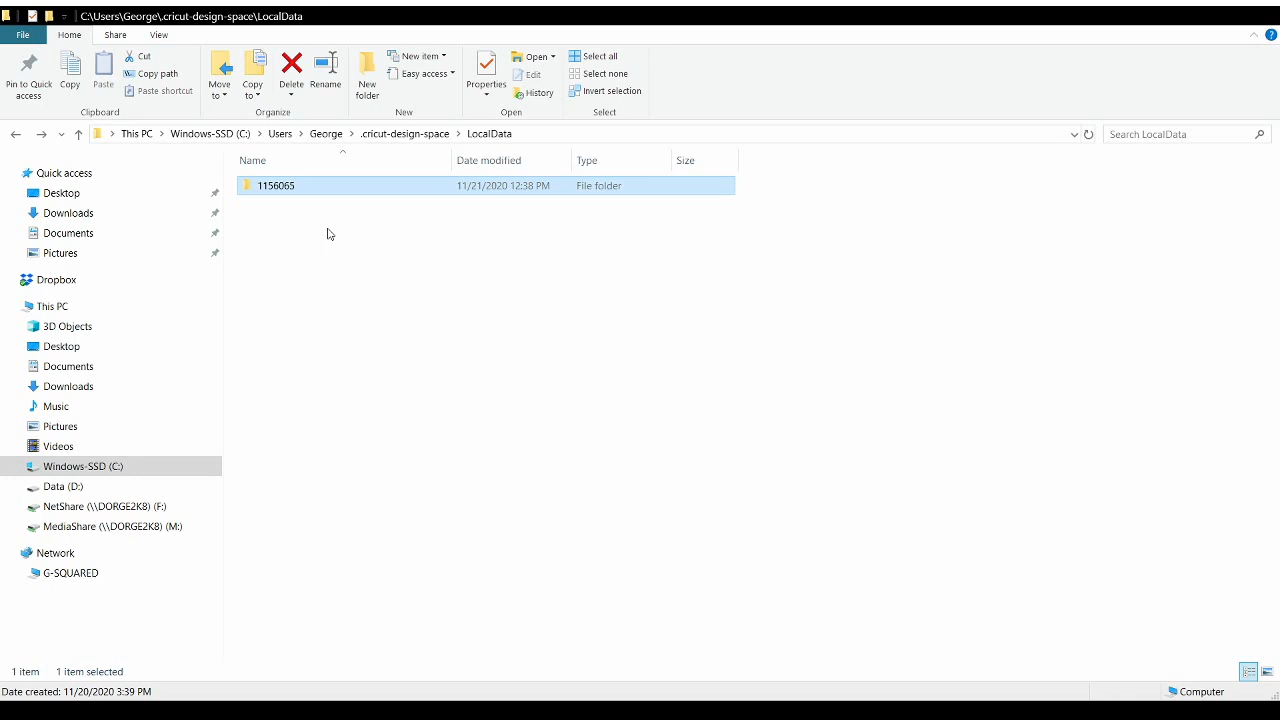 C:\Users\George\.cricut-design-space\LocalData
File Home Share View
Pin to Quick access
Copy
Paste
Cut
Copy path
Paste shortcut
Clipboard
Move to
Copy to
Delete
Rename
Organize
New folder
New item
Easy access
New
Properties
Open
Edit
History
Open
Select all
Select none
Invert selection
Select
This PC > Windows-SSD (C:) > Users > George > .cricut-design-space > LocalData
Search LocalData
Name Date modified Type Size
1156065 11/21/2020 12:38 PM File folder
Quick access
Desktop
Downloads
Documents
Pictures
Dropbox
This PC
3D Objects
Desktop
Documents
Downloads
Music
Pictures
Videos
Windows-SSD (C:)
Data (D:)
NetShare (\\DORGE2K8) (F:)
MediaShare (\\DORGE2K8) (M:)
Network
G-SQUARED
1 item 1 item selected
Date created: 11/20/2020 3:39 PM
Computer